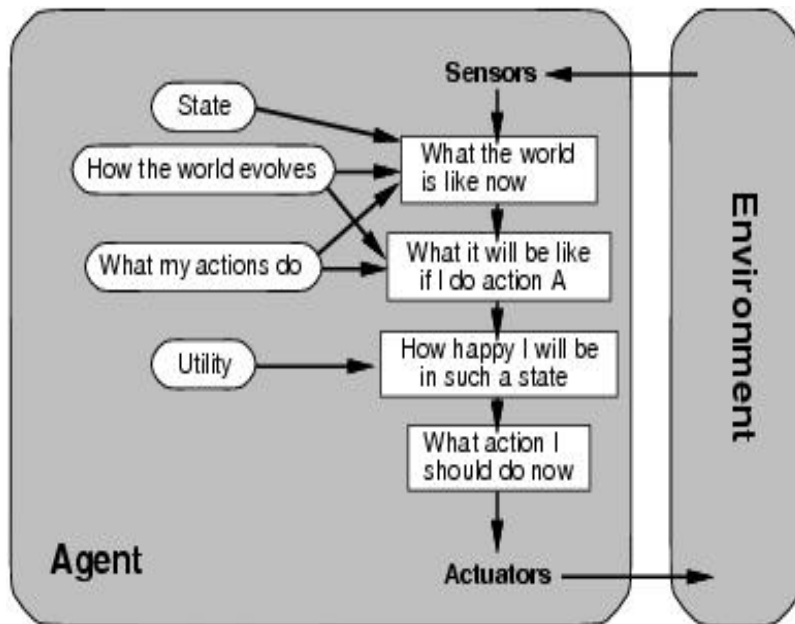 Sensors
State
What the world
is like now
How the world evolves
What my actions do
What it will be like
if I do action A
Utility
How happy I will be
in such a state
What action I
should do now
Agent
Actuators
Environment